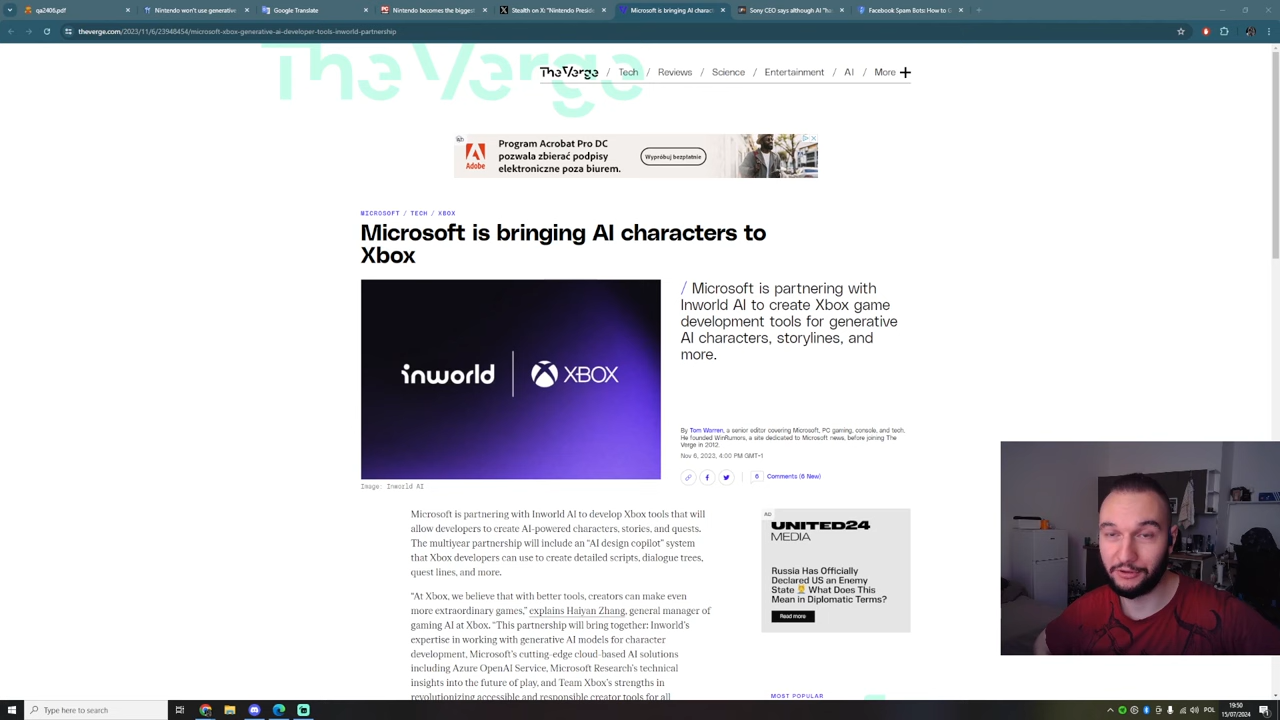 qa2406.pdf
Nintendo won't use generative
Google Translate
Nintendo becomes the biggest
Stealth on X: "Nintendo Preside
Microsoft is bringing AI charac
Sony CEO says although AI "ha
Facebook Spam Bots: How to G
theverge.com/2023/11/6/23948454/microsoft-xbox-generative-ai-developer-tools-inworld-partnership
TheVerge
TheVerge / Tech / Reviews / Science / Entertainment / AI / More +
Adobe
Program Acrobat Pro DC
pozwala zbierać podpisy
elektroniczne poza biurem.
Wypróbuj bezpłatnie
MICROSOFT / TECH / XBOX
Microsoft is bringing AI characters to
Xbox
inworld | XBOX
Image: Inworld AI
/ Microsoft is partnering with
Inworld AI to create Xbox game
development tools for generative
AI characters, storylines, and
more.
By Tom Warren, a senior editor covering Microsoft, PC gaming, console, and tech.
He founded WinRumors, a site dedicated to Microsoft news, before joining The
Verge in 2012.
Nov 6, 2023, 4:00 PM GMT+1
6 Comments (6 New)
Microsoft is partnering with Inworld AI to develop Xbox tools that will
allow developers to create AI-powered characters, stories, and quests.
The multiyear partnership will include an “AI design copilot” system
that Xbox developers can use to create detailed scripts, dialogue trees,
quest lines, and more.
“At Xbox, we believe that with better tools, creators can make even
more extraordinary games,” explains Haiyan Zhang, general manager of
gaming AI at Xbox. “This partnership will bring together: Inworld’s
expertise in working with generative AI models for character
development, Microsoft’s cutting-edge cloud-based AI solutions
including Azure OpenAI Service, Microsoft Research’s technical
insights into the future of play, and Team Xbox’s strengths in
revolutionizing accessible and responsible creator tools for all
AD
UNITED24
MEDIA
Russia Has Officially
Declared US an Enemy
State 🤦 What Does This
Mean in Diplomatic Terms?
Read more
MOST POPULAR
Type here to search
POL
19:50
15/07/2024